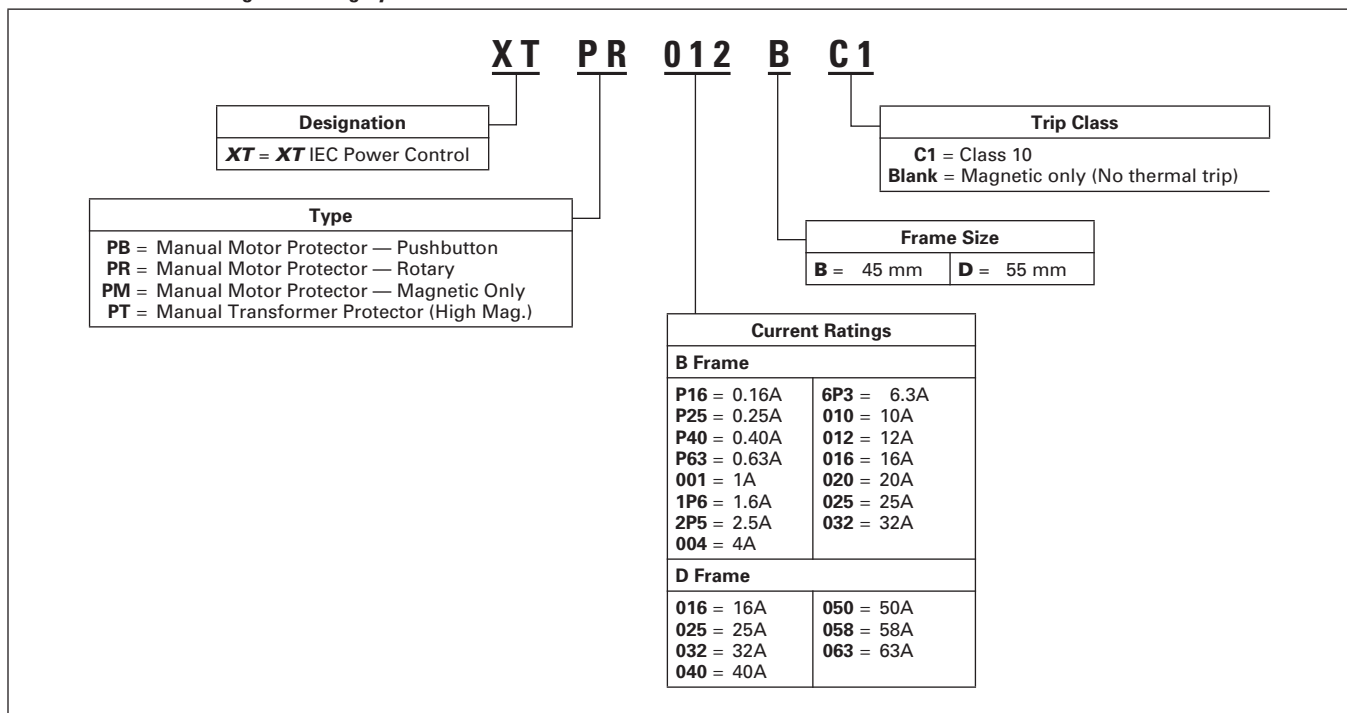 XT PR 012 B C1
Designation
XT = XT IEC Power Control
Type
PB = Manual Motor Protector — Pushbutton
PR = Manual Motor Protector — Rotary
PM = Manual Motor Protector — Magnetic Only
PT = Manual Transformer Protector (High Mag.)
Trip Class
C1 = Class 10
Blank = Magnetic only (No thermal trip)
Frame Size
B = 45 mm
D = 55 mm
Current Ratings
B Frame
P16 = 0.16A
P25 = 0.25A
P40 = 0.40A
P63 = 0.63A
001 = 1A
1P6 = 1.6A
2P5 = 2.5A
004 = 4A
6P3 = 6.3A
010 = 10A
012 = 12A
016 = 16A
020 = 20A
025 = 25A
032 = 32A
D Frame
016 = 16A
025 = 25A
032 = 32A
040 = 40A
050 = 50A
058 = 58A
063 = 63A